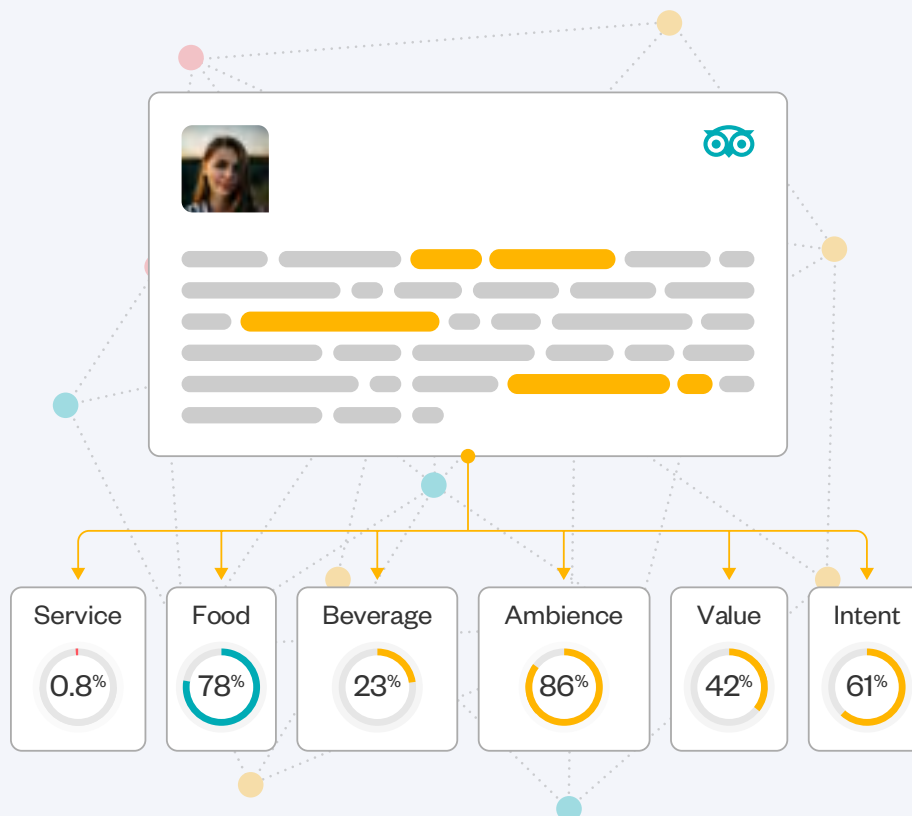 Service
0.8%
Food
78%
Beverage
23%
Ambience
86%
Value
42%
Intent
61%